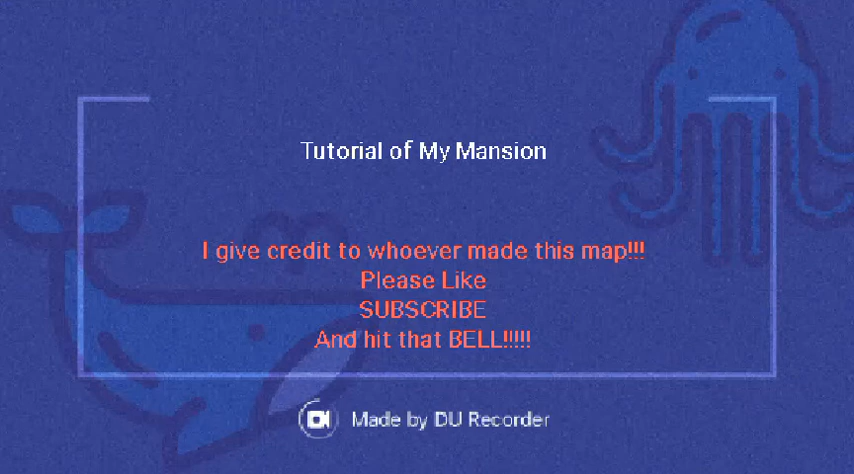 Tutorial of My Mansion
I give credit to whoever made this map!!!
Please Like
SUBSCRIBE
And hit that BELL!!!!!
Made by DU Recorder